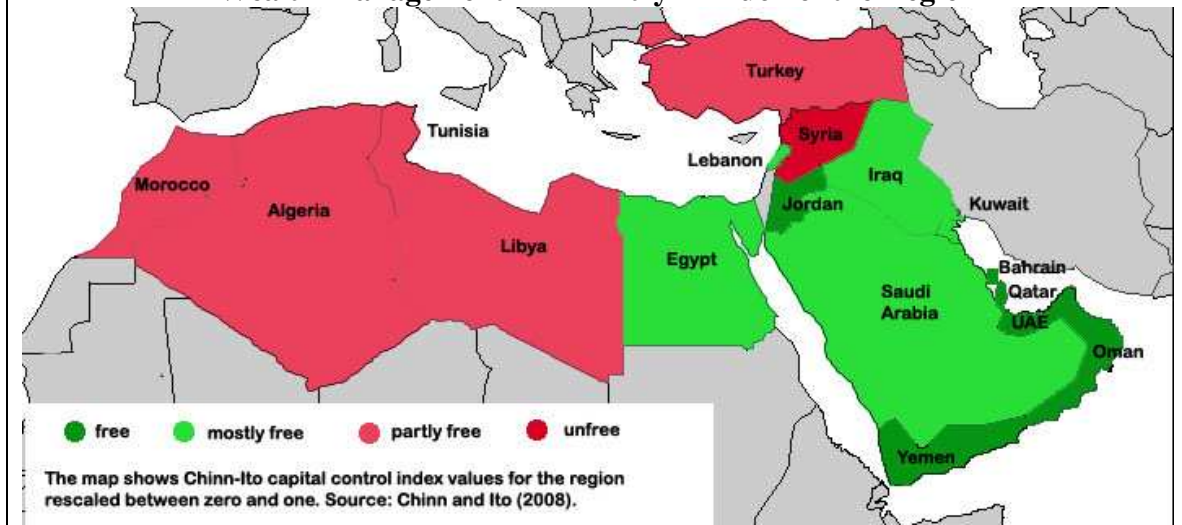 Turkey
Tunisia
Syria
Lebanon
Iraq
Morocco
Jordan
Kuwait
Algeria
Libya
Egypt
Bahrain
Saudi
Arabia
Qatar
UAE
Oman
Yemen
free mostly free partly free unfree
The map shows Chinn-Ito capital control index values for the region
rescaled between zero and one. Source: Chinn and Ito (2008).